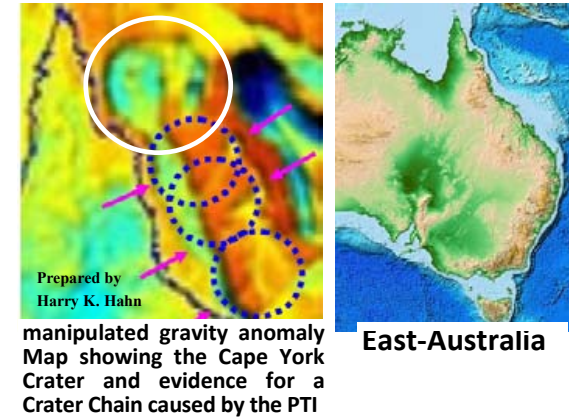 Prepared by
Harry K. Hahn
manipulated gravity anomaly
Map showing the Cape York
Crater and evidence for a
Crater Chain caused by the PTI
East-Australia